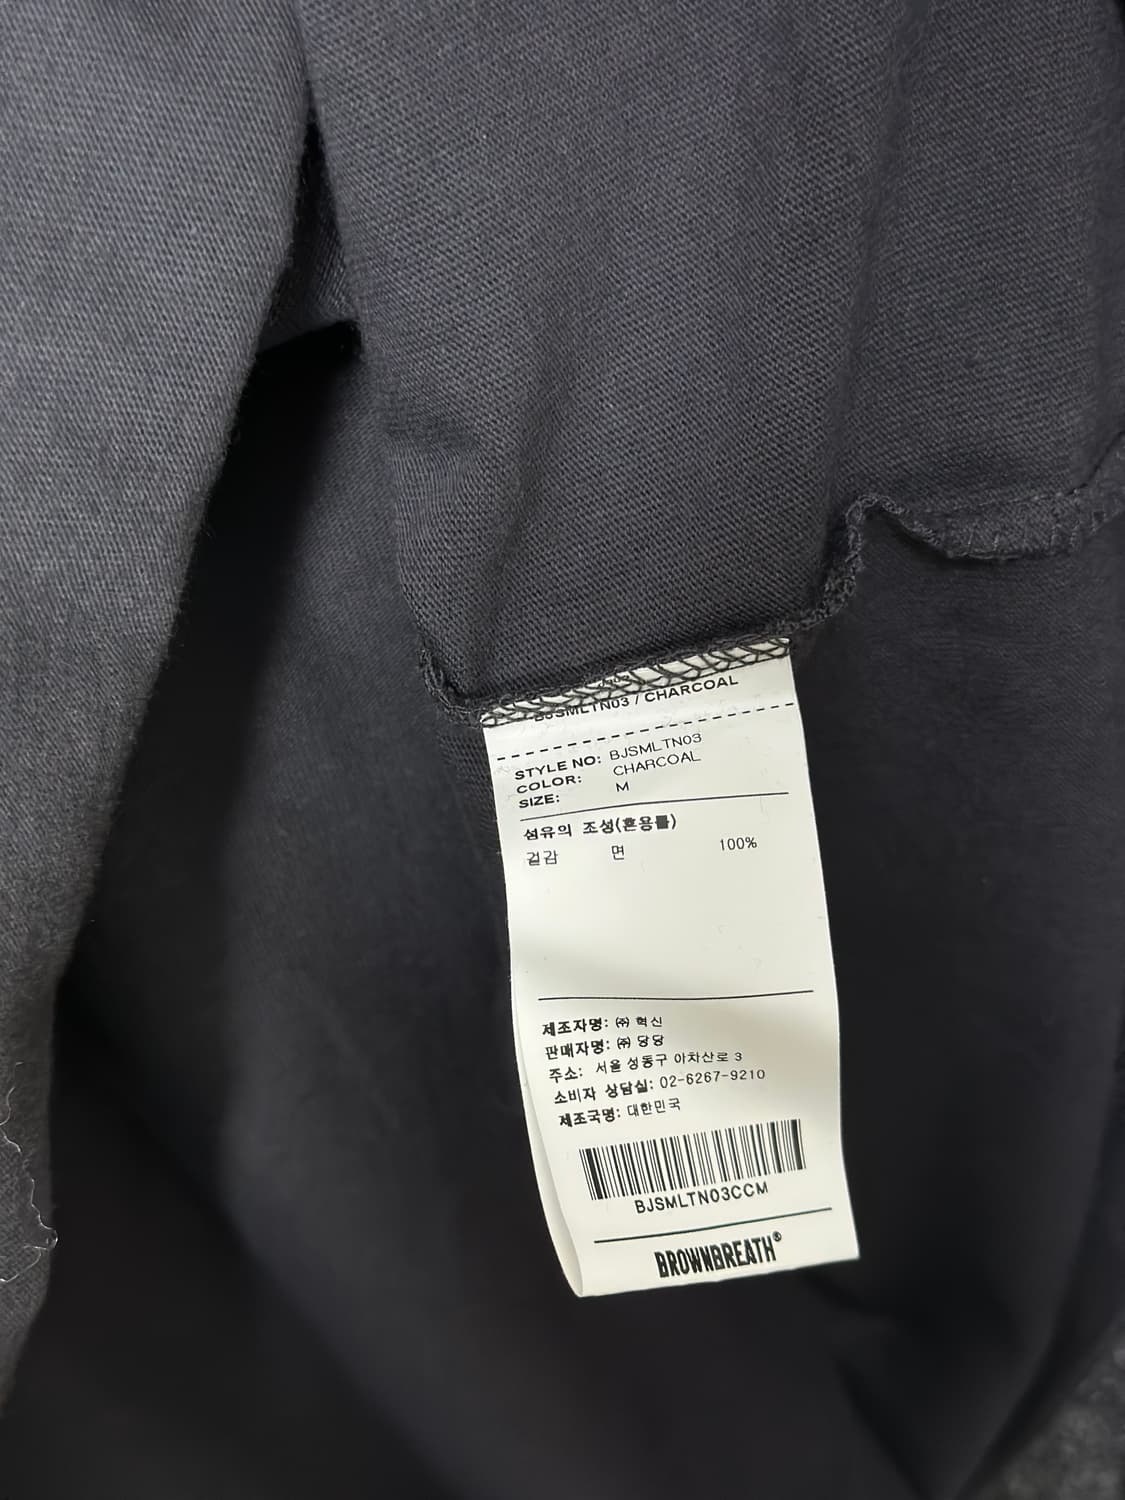 BJSMLTN03 / CHARCOAL
STYLE NO: BJSMLTN03
COLOR: CHARCOAL
SIZE: M
섬유의 조성(혼용률)
겉감 면 100%
제조자명: ㈜ 혁신
판매자명: ㈜ 당당
주소: 서울 성동구 아차산로 3
소비자 상담실: 02-6267-9210
제조국명: 대한민국
BJSMLTN03CCM
BROWNBREATH®